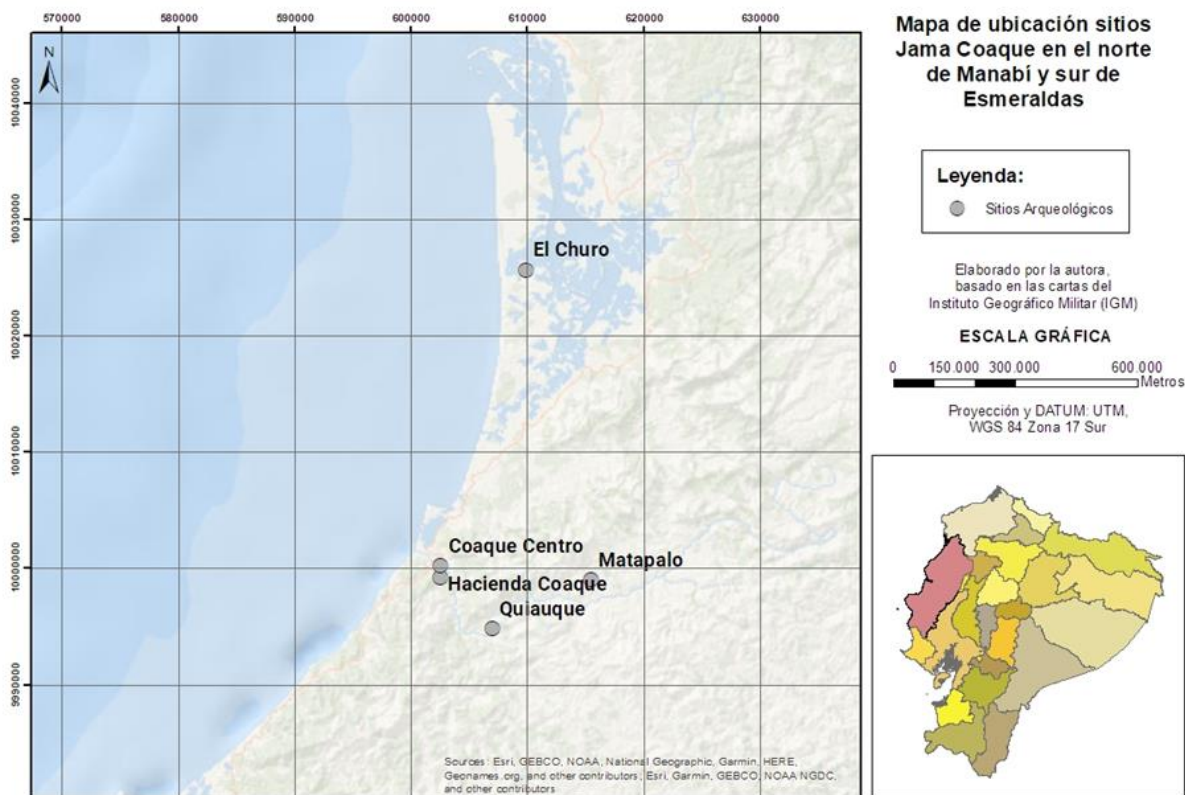 570000 580000 590000 600000 610000 620000 630000
N
10040000
10030000
10020000
10010000
10000000
9990000
El Churo
Coaque Centro
Matapalo
Hacienda Coaque
Quiauque
Sources: Esri, GEBCO, NOAA, National Geographic, Garmin, HERE,
Geonames.org, and other contributors; Esri, Garmin, GEBCO, NOAA NGDC,
and other contributors
Mapa de ubicación sitios
Jama Coaque en el norte
de Manabí y sur de
Esmeraldas
Leyenda:
Sitios Arqueológicos
Elaborado por la autora,
basado en las cartas del
Instituto Geográfico Militar (IGM)
ESCALA GRÁFICA
0 150.000 300.000 600.000
Metros
Proyección y DATUM: UTM,
WGS 84 Zona 17 Sur